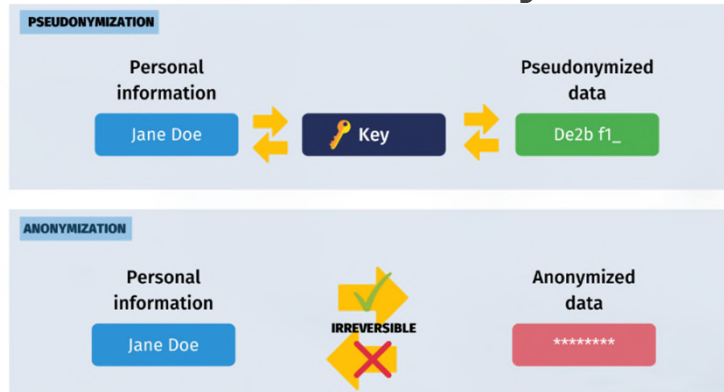 PSEUDONYMIZATION
Personal
information
Pseudonymized
data
Jane Doe
Key
De2b f1_
ANONYMIZATION
Personal
information
Anonymized
data
IRREVERSIBLE
Jane Doe
********